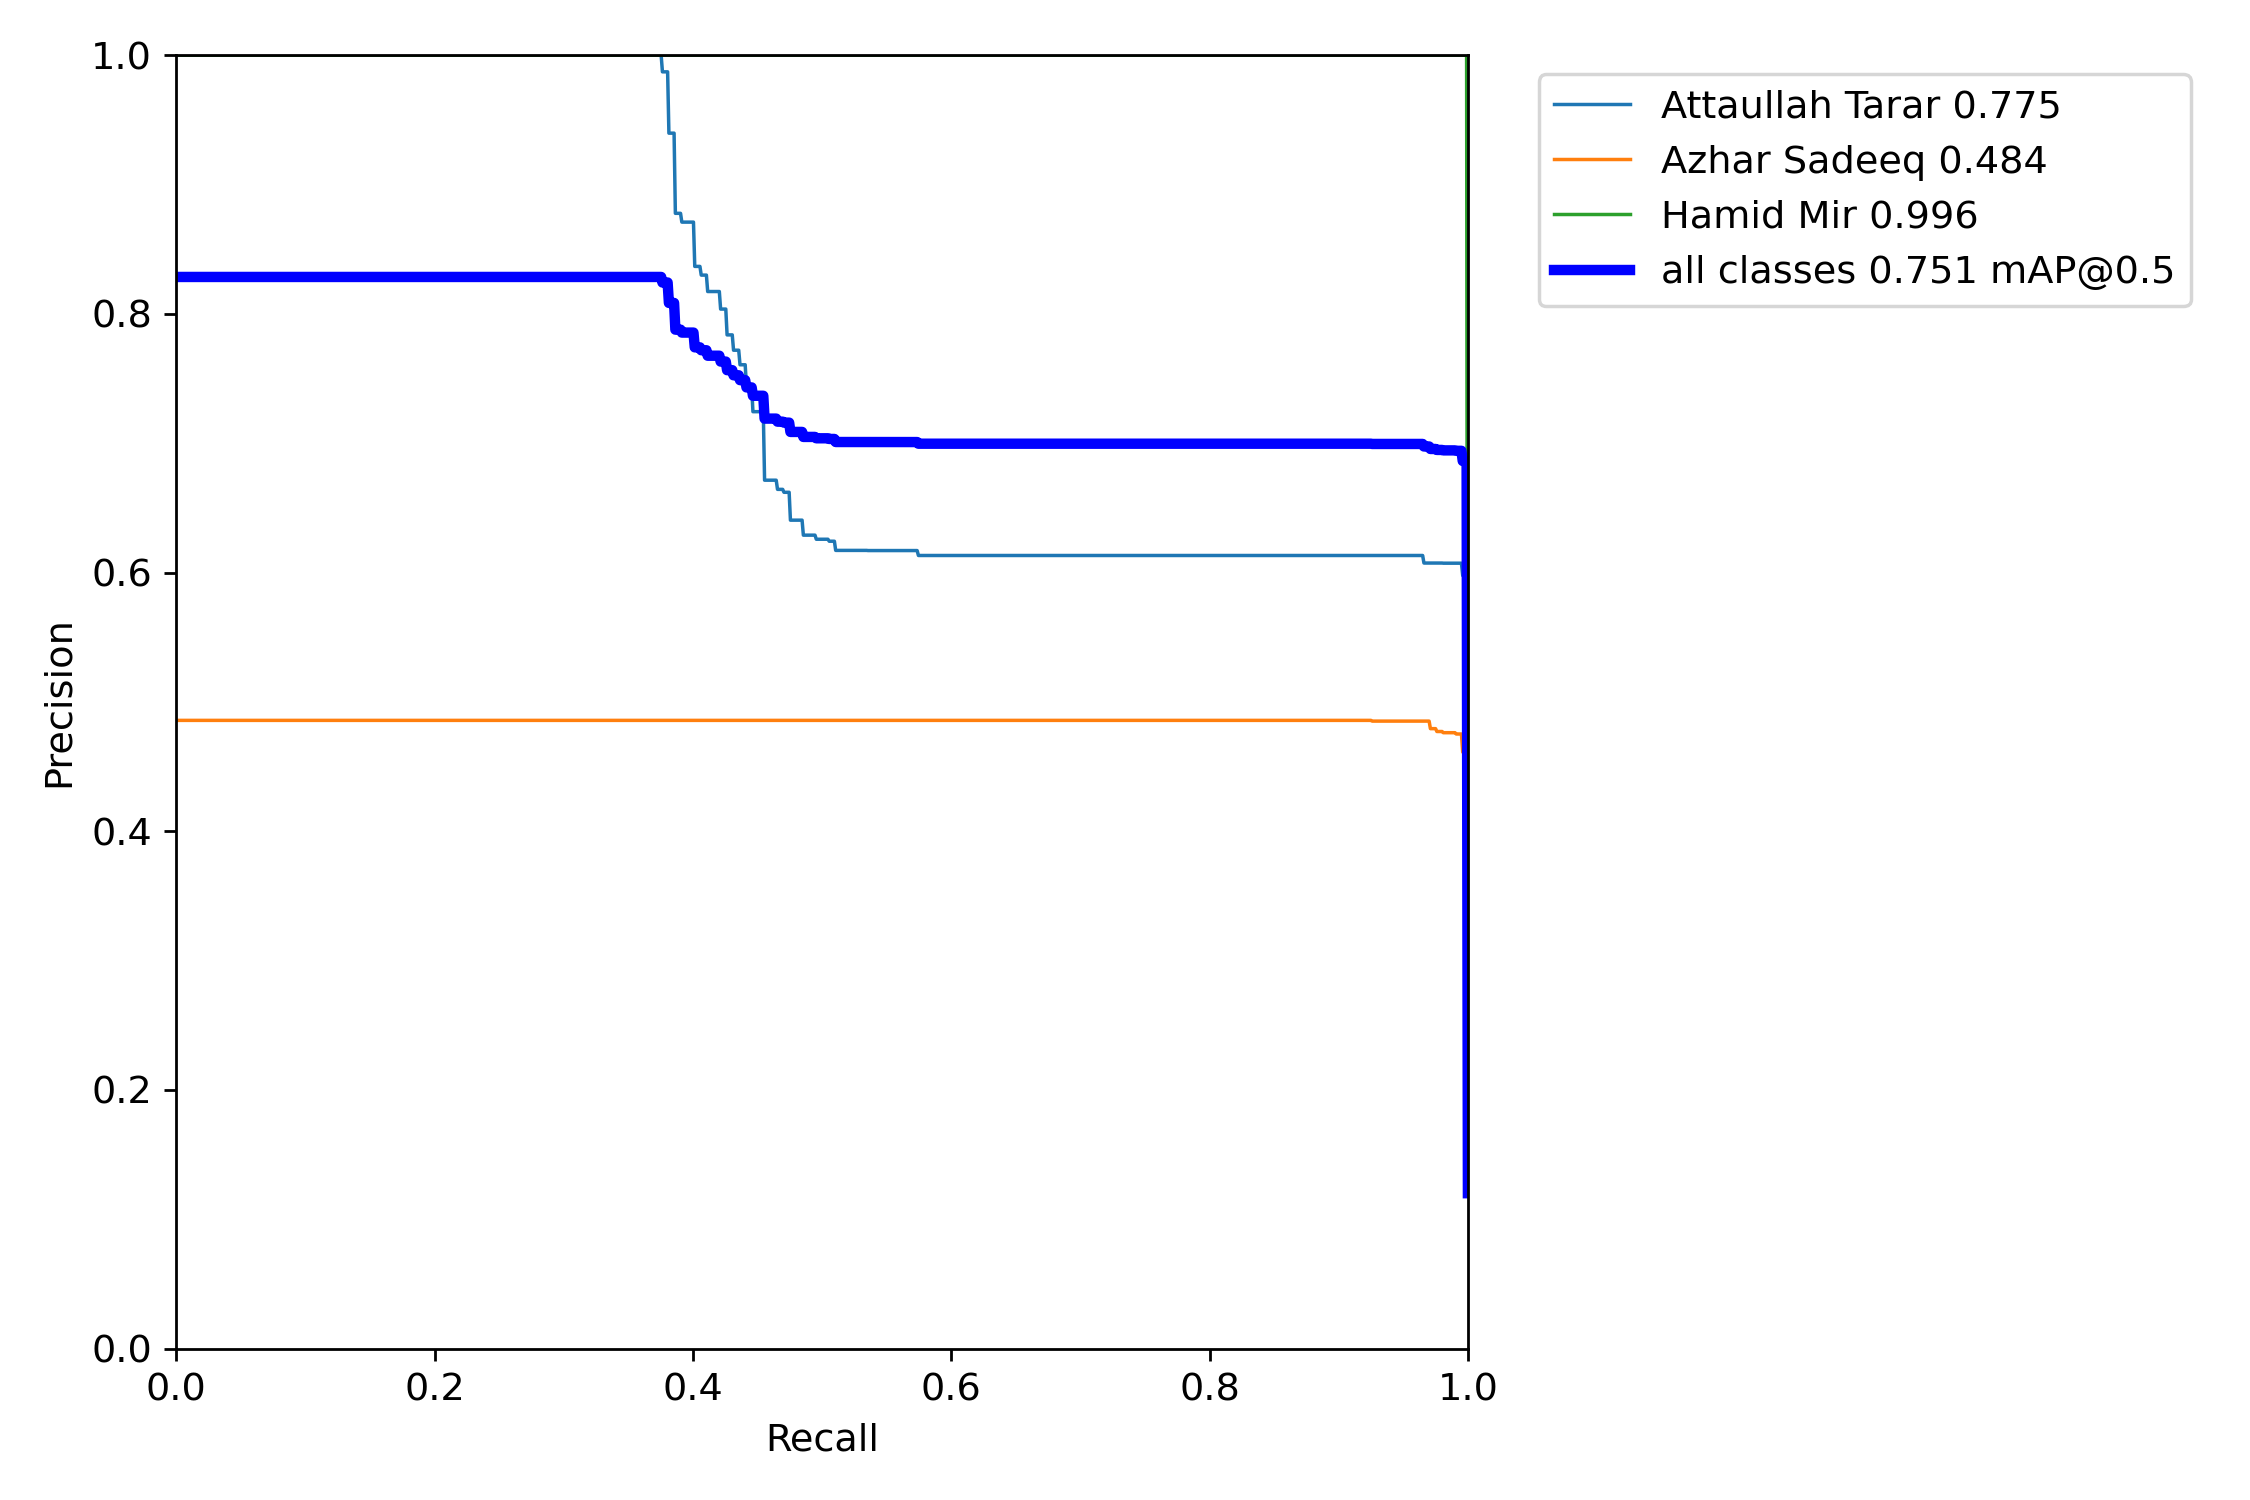 Attaullah Tarar 0.775
Azhar Sadeeq 0.484
Hamid Mir 0.996
all classes 0.751 mAP@0.5
1.0
0.8
0.6
0.4
0.2
0.0
Precision
0.0 0.2 0.4 0.6 0.8 1.0
Recall